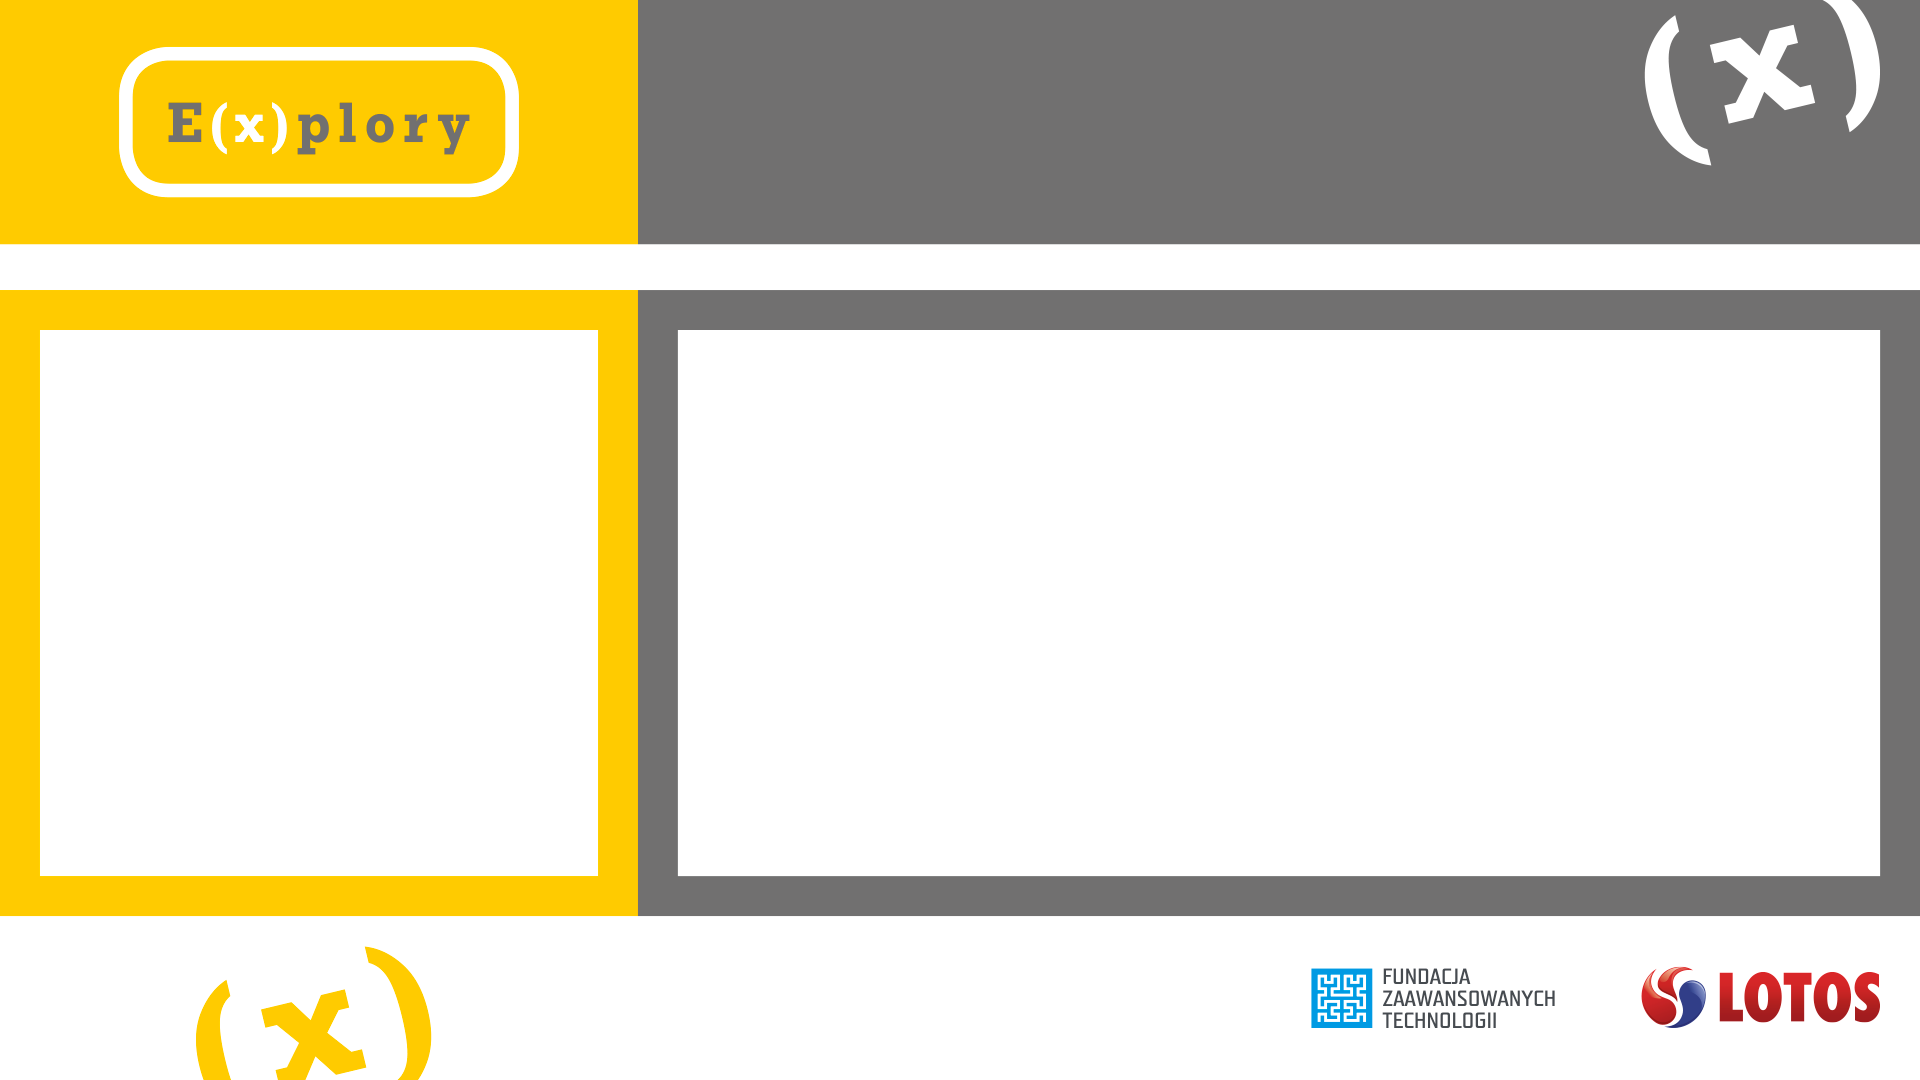 E(x)plory
(x)
(x)
FUNDACJA
ZAAWANSOWANYCH
TECHNOLOGII
LOTOS